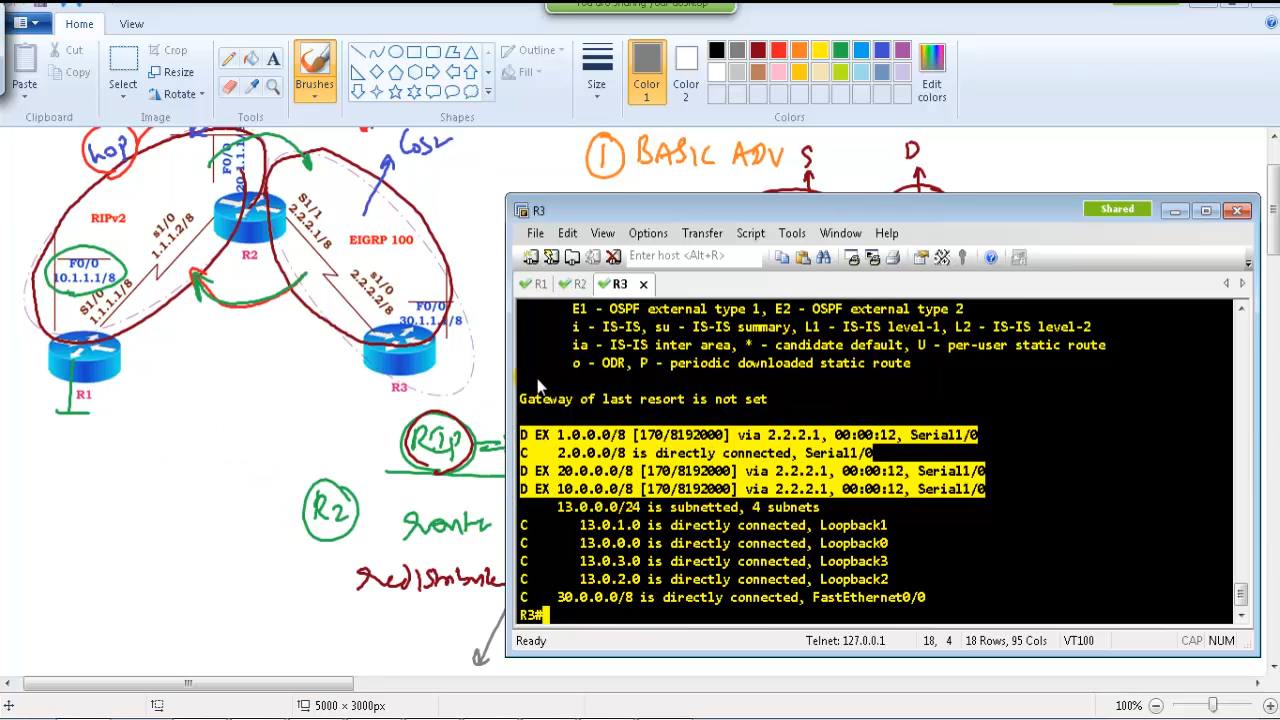 You are sharing your desktop
Home
View
Paste
Cut
Copy
Clipboard
Select
Crop
Resize
Rotate
Image
A
Tools
Brushes
Outline
Fill
Shapes
Size
Color 1
Color 2
Edit colors
Colors
hop
F0/0
20.1.1.1
Cost
① BASIC ADV
S
D
RIPv2
s1/0
1.1.1.2/8
S1/1
2.2.2.1/8
EIGRP 100
R2
F0/0
10.1.1.1/8
S1/0
1.1.1.1/8
s1/0
2.2.2.2/8
F0/0
30.1.1.1/8
R1
R3
RIP
R2
R3
Shared
File Edit View Options Transfer Script Tools Window Help
Enter host <Alt+R>
R1
R2
R3
E1 - OSPF external type 1, E2 - OSPF external type 2
i - IS-IS, su - IS-IS summary, L1 - IS-IS level-1, L2 - IS-IS level-2
ia - IS-IS inter area, * - candidate default, U - per-user static route
o - ODR, P - periodic downloaded static route
Gateway of last resort is not set
D EX 1.0.0.0/8 [170/8192000] via 2.2.2.1, 00:00:12, Serial1/0
C 2.0.0.0/8 is directly connected, Serial1/0
D EX 20.0.0.0/8 [170/8192000] via 2.2.2.1, 00:00:12, Serial1/0
D EX 10.0.0.0/8 [170/8192000] via 2.2.2.1, 00:00:12, Serial1/0
13.0.0.0/24 is subnetted, 4 subnets
C 13.0.1.0 is directly connected, Loopback1
C 13.0.0.0 is directly connected, Loopback0
C 13.0.3.0 is directly connected, Loopback3
C 13.0.2.0 is directly connected, Loopback2
C 30.0.0.0/8 is directly connected, FastEthernet0/0
R3#
Ready
Telnet: 127.0.0.1
18, 4
18 Rows, 95 Cols
VT100
CAP
NUM
5000 × 3000px
100%